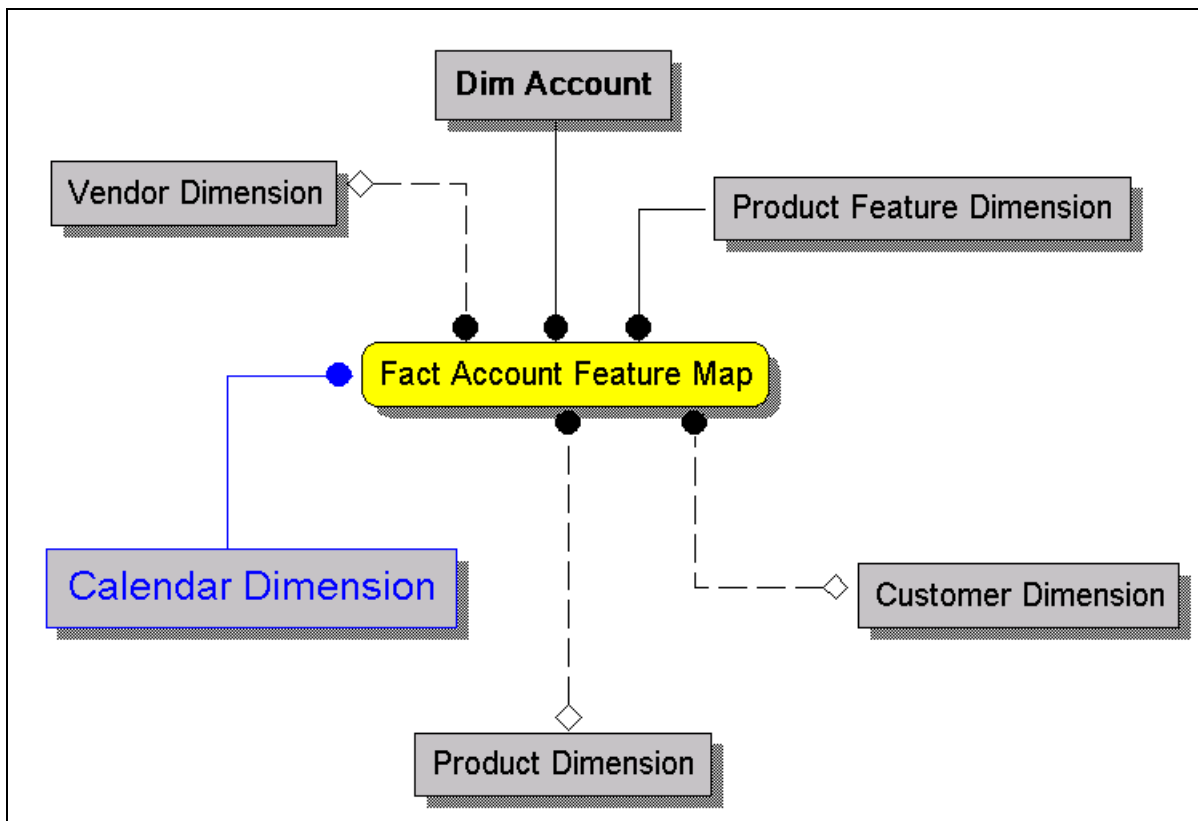 Dim Account
Vendor Dimension
Product Feature Dimension
Fact Account Feature Map
Calendar Dimension
Customer Dimension
Product Dimension